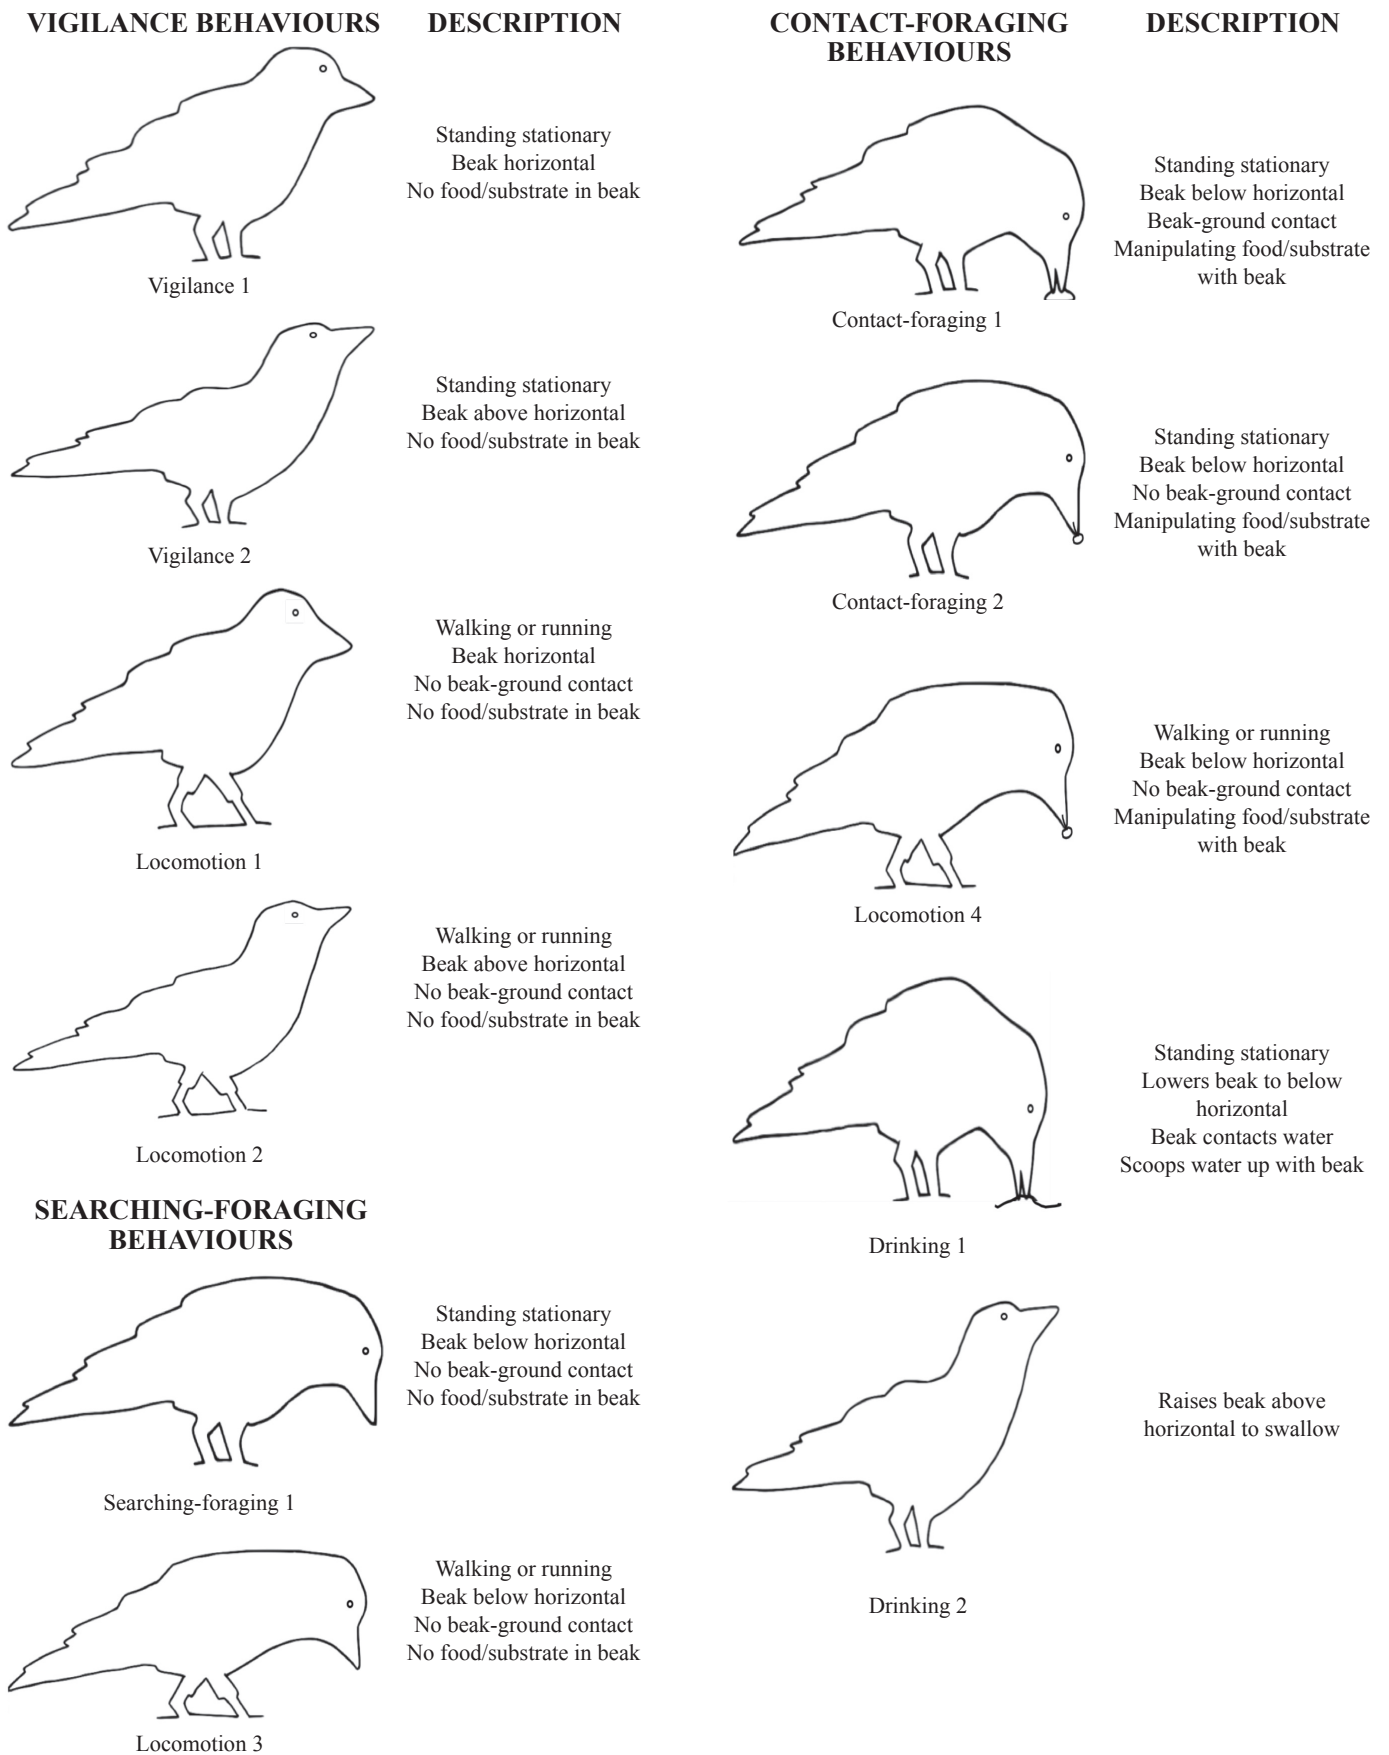 VIGILANCE BEHAVIOURS
DESCRIPTION
Standing stationary
Beak horizontal
No food/substrate in beak
Vigilance 1
Standing stationary
Beak above horizontal
No food/substrate in beak
Vigilance 2
Walking or running
Beak horizontal
No beak-ground contact
No food/substrate in beak
Locomotion 1
Walking or running
Beak above horizontal
No beak-ground contact
No food/substrate in beak
Locomotion 2
SEARCHING-FORAGING
BEHAVIOURS
Standing stationary
Beak below horizontal
No beak-ground contact
No food/substrate in beak
Searching-foraging 1
Walking or running
Beak below horizontal
No beak-ground contact
No food/substrate in beak
Locomotion 3
CONTACT-FORAGING
BEHAVIOURS
DESCRIPTION
Standing stationary
Beak below horizontal
Beak-ground contact
Manipulating food/substrate
with beak
Contact-foraging 1
Standing stationary
Beak below horizontal
No beak-ground contact
Manipulating food/substrate
with beak
Contact-foraging 2
Walking or running
Beak below horizontal
No beak-ground contact
Manipulating food/substrate
with beak
Locomotion 4
Standing stationary
Lowers beak to below
horizontal
Beak contacts water
Scoops water up with beak
Drinking 1
Raises beak above
horizontal to swallow
Drinking 2